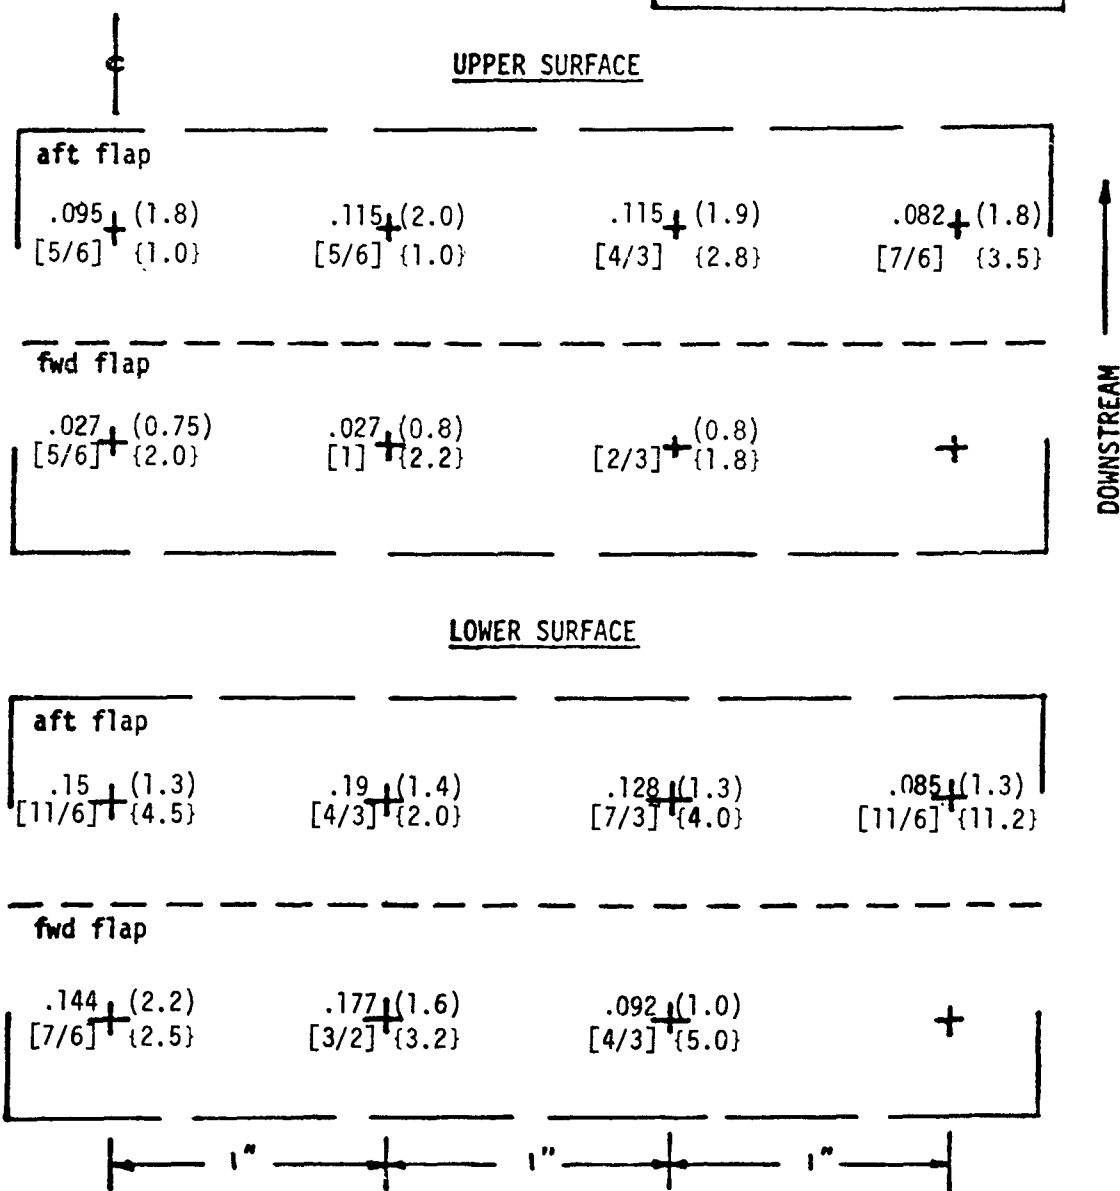 ℄
UPPER SURFACE
aft flap
.095 (1.8) .115 (2.0) .115 (1.9) .082 (1.8)
[5/6] {1.0} [5/6] {1.0} [4/3] {2.8} [7/6] {3.5}
fwd flap
.027 (0.75) .027 (0.8) (0.8)
[5/6] {2.0} [1] {2.2} [2/3] {1.8}
DOWNSTREAM
LOWER SURFACE
aft flap
.15 (1.3) .19 (1.4) .128 (1.3) .085 (1.3)
[11/6] {4.5} [4/3] {2.0} [7/3] {4.0} [11/6] {11.2}
fwd flap
.144 (2.2) .177 (1.6) .092 (1.0)
[7/6] {2.5} [3/2] {3.2} [4/3] {5.0}
1" 1" 1"